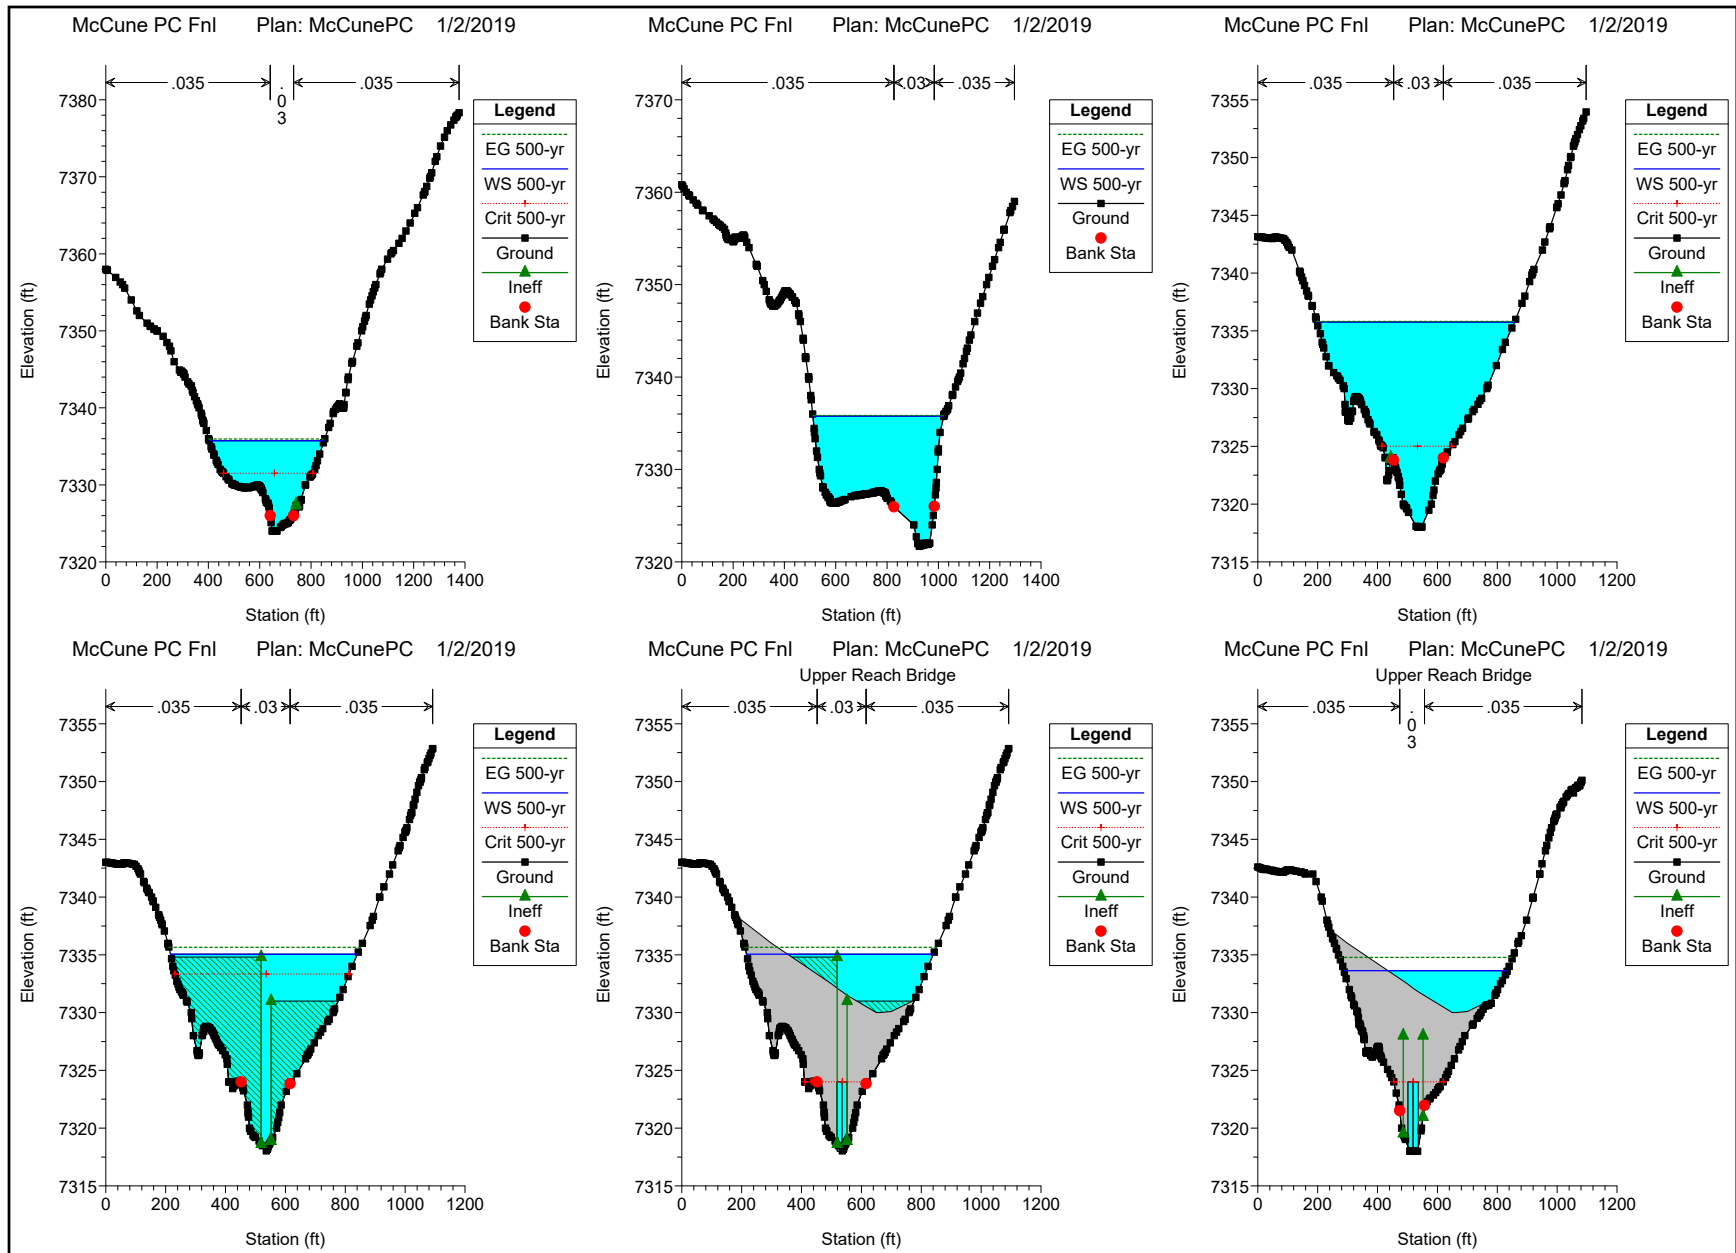 McCune PC Fnl Plan: McCunePC 1/2/2019
.035 .03 .035
7380
7370
7360
7350
7340
7330
7320
0 200 400 600 800 1000 1200 1400
Elevation (ft)
Station (ft)
Legend
EG 500-yr
WS 500-yr
Crit 500-yr
Ground
Ineff
Bank Sta
McCune PC Fnl Plan: McCunePC 1/2/2019
.035 .03 .035
7370
7360
7350
7340
7330
7320
0 200 400 600 800 1000 1200 1400
Elevation (ft)
Station (ft)
Legend
EG 500-yr
WS 500-yr
Ground
Bank Sta
McCune PC Fnl Plan: McCunePC 1/2/2019
.035 .03 .035
7355
7350
7345
7340
7335
7330
7325
7320
7315
0 200 400 600 800 1000 1200
Elevation (ft)
Station (ft)
Legend
EG 500-yr
WS 500-yr
Crit 500-yr
Ground
Ineff
Bank Sta
McCune PC Fnl Plan: McCunePC 1/2/2019
.035 .03 .035
7355
7350
7345
7340
7335
7330
7325
7320
7315
0 200 400 600 800 1000 1200
Elevation (ft)
Station (ft)
Legend
EG 500-yr
WS 500-yr
Crit 500-yr
Ground
Ineff
Bank Sta
McCune PC Fnl Plan: McCunePC 1/2/2019
Upper Reach Bridge
.035 .03 .035
7355
7350
7345
7340
7335
7330
7325
7320
7315
0 200 400 600 800 1000 1200
Elevation (ft)
Station (ft)
Legend
EG 500-yr
WS 500-yr
Crit 500-yr
Ground
Ineff
Bank Sta
McCune PC Fnl Plan: McCunePC 1/2/2019
Upper Reach Bridge
.035 .03 .035
7355
7350
7345
7340
7335
7330
7325
7320
7315
0 200 400 600 800 1000 1200
Elevation (ft)
Station (ft)
Legend
EG 500-yr
WS 500-yr
Crit 500-yr
Ground
Ineff
Bank Sta